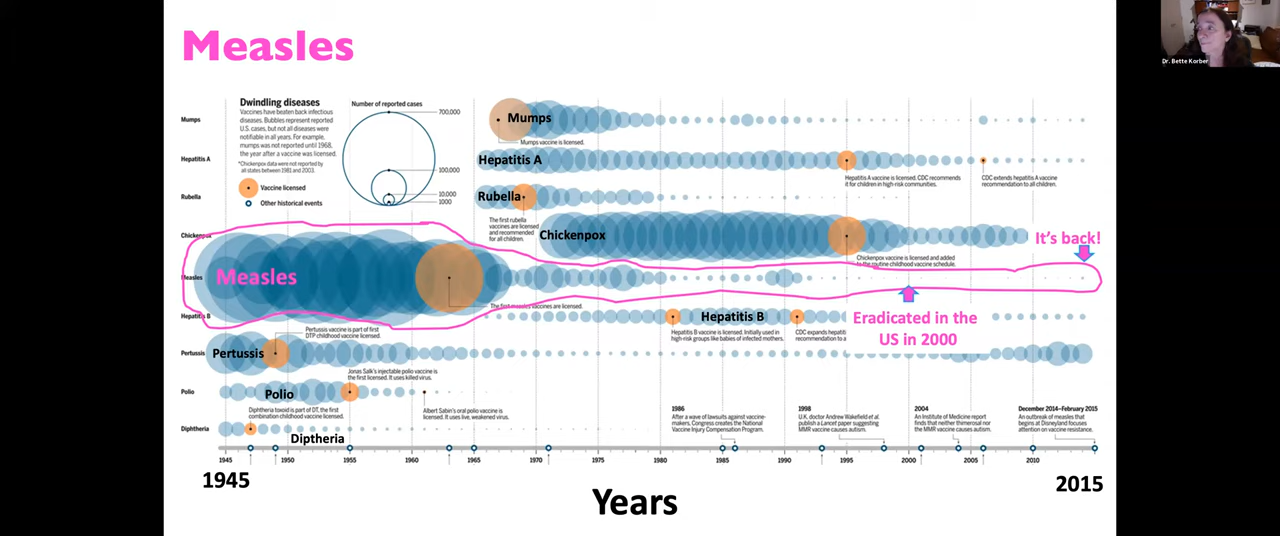 Measles
Dr. Bette Korber
Dwindling diseases
Vaccines have beaten back infectious
diseases. Bubbles represent reported
U.S. cases, but not all diseases were
notifiable in all years. For example,
mumps was not reported until 1968,
the year after a vaccine was licensed.
*Chickenpox data were not reported by
all states between 1981 and 2003.
Vaccine licensed
Other historical events
Number of reported cases
700,000
100,000
10,000
1000
Mumps
Mumps
Mumps vaccine is licensed.
Hepatitis A
Hepatitis A
Hepatitis A vaccine is licensed. CDC recommends
it for children in high-risk communities.
CDC extends hepatitis A vaccine
recommendation to all children.
Rubella
Rubella
The first rubella
vaccines are licensed
and recommended
for all children.
Chickenpox
Chickenpox
Chickenpox vaccine is licensed and added
to the routine childhood vaccine schedule.
It's back!
Measles
Measles
The first measles vaccines are licensed.
Eradicated in the
US in 2000
Hepatitis B
Hepatitis B
Hepatitis B vaccine is licensed. Initially used in
high-risk groups like babies of infected mothers.
CDC expands hepatit
recommendation to a
Pertussis vaccine is part of first
DTP childhood vaccine licensed.
Pertussis
Pertussis
Jonas Salk's injectable polio vaccine is
the first licensed. It uses killed virus.
Polio
Polio
Albert Sabin's oral polio vaccine is
licensed. It uses live, weakened virus.
Diphtheria toxoid is part of DT, the first
combination childhood vaccine licensed.
Diphtheria
Diptheria
1986
After a wave of lawsuits against vaccine-
makers, Congress creates the National
Vaccine Injury Compensation Program.
1998
U.K. doctor Andrew Wakefield et al.
publish a Lancet paper suggesting
MMR vaccine causes autism.
2004
An Institute of Medicine report
finds that neither thimerosal nor
the MMR vaccine causes autism.
December 2014–February 2015
An outbreak of measles that
begins at Disneyland focuses
attention on vaccine resistance.
1945 1950 1955 1960 1965 1970 1975 1980 1985 1990 1995 2000 2005 2010
1945
Years
2015